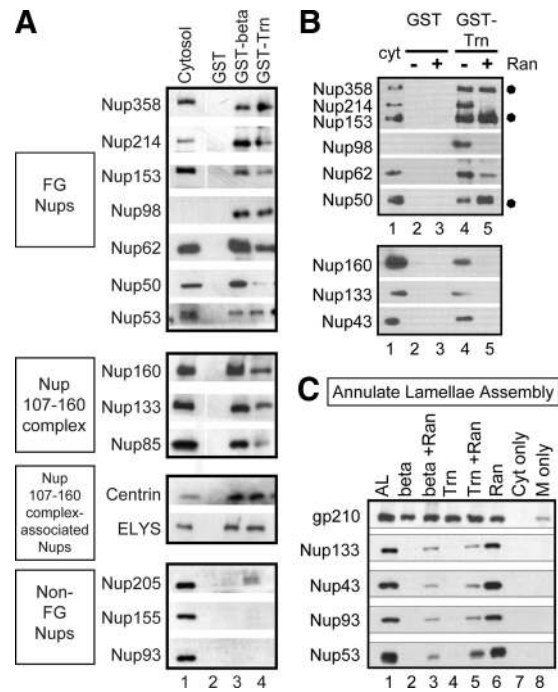 A
Cytosol
GST
GST-beta
GST-Trn
FG
Nups
Nup358
Nup214
Nup153
Nup98
Nup62
Nup50
Nup53
Nup
107-160
complex
Nup160
Nup133
Nup85
Nup
107-160
complex-
associated
Nups
Centrin
ELYS
Non-
FG
Nups
Nup205
Nup155
Nup93
1 2 3 4
B
GST GST-
Trn
cyt - + - + Ran
Nup358
Nup214
Nup153
Nup98
Nup62
Nup50
1 2 3 4 5
Nup160
Nup133
Nup43
1 2 3 4 5
C Annulate Lamellae Assembly
AL
beta
beta +Ran
Trn
Trn +Ran
Ran
Cyt only
M only
gp210
Nup133
Nup43
Nup93
Nup53
1 2 3 4 5 6 7 8